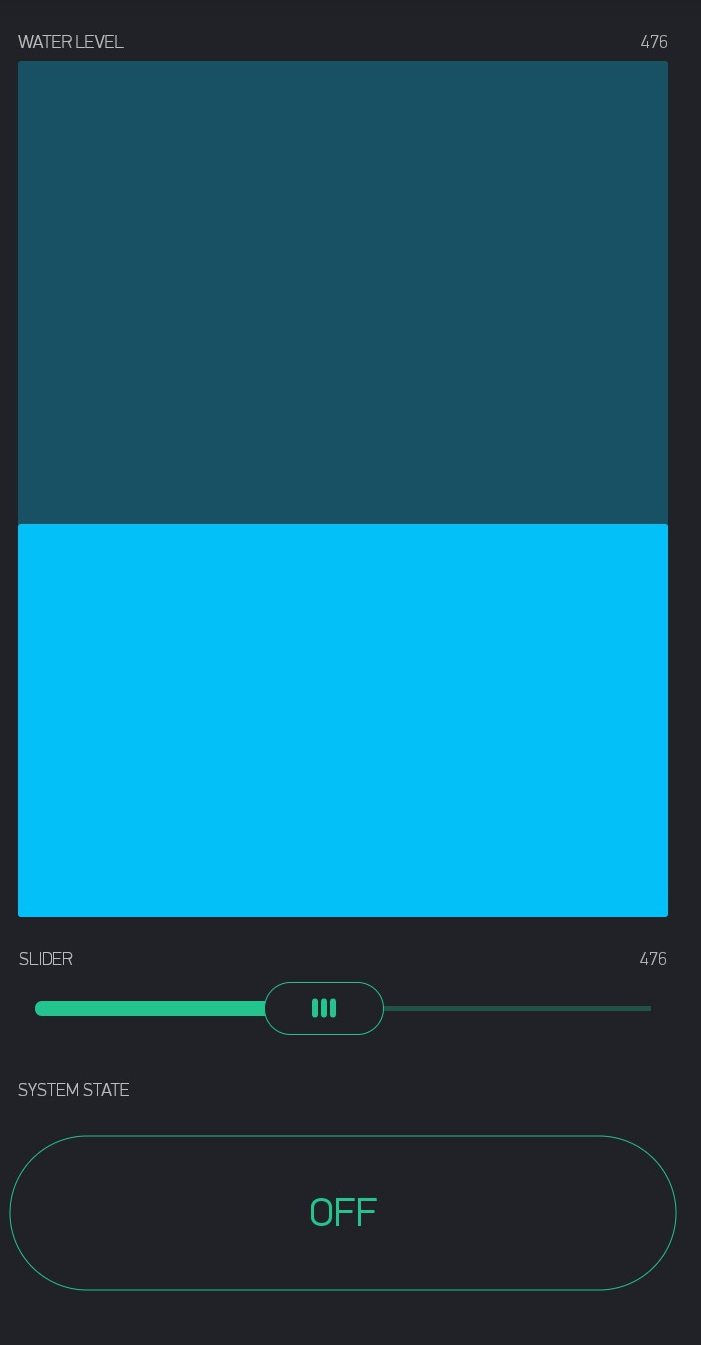 WATER LEVEL 476
SLIDER 476
SYSTEM STATE
OFF